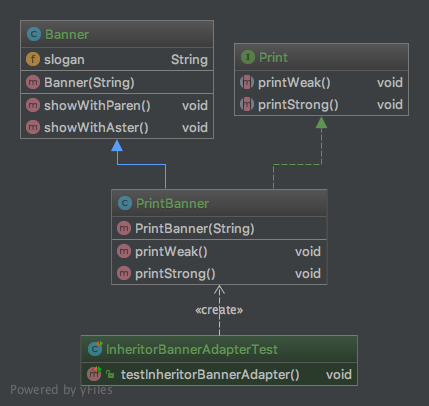 Banner
slogan String
Banner(String)
showWithParen() void
showWithAster() void
Print
printWeak() void
printStrong() void
PrintBanner
PrintBanner(String)
printWeak() void
printStrong() void
«create»
InheritorBannerAdapterTest
testInheritorBannerAdapter() void
Powered by yFiles